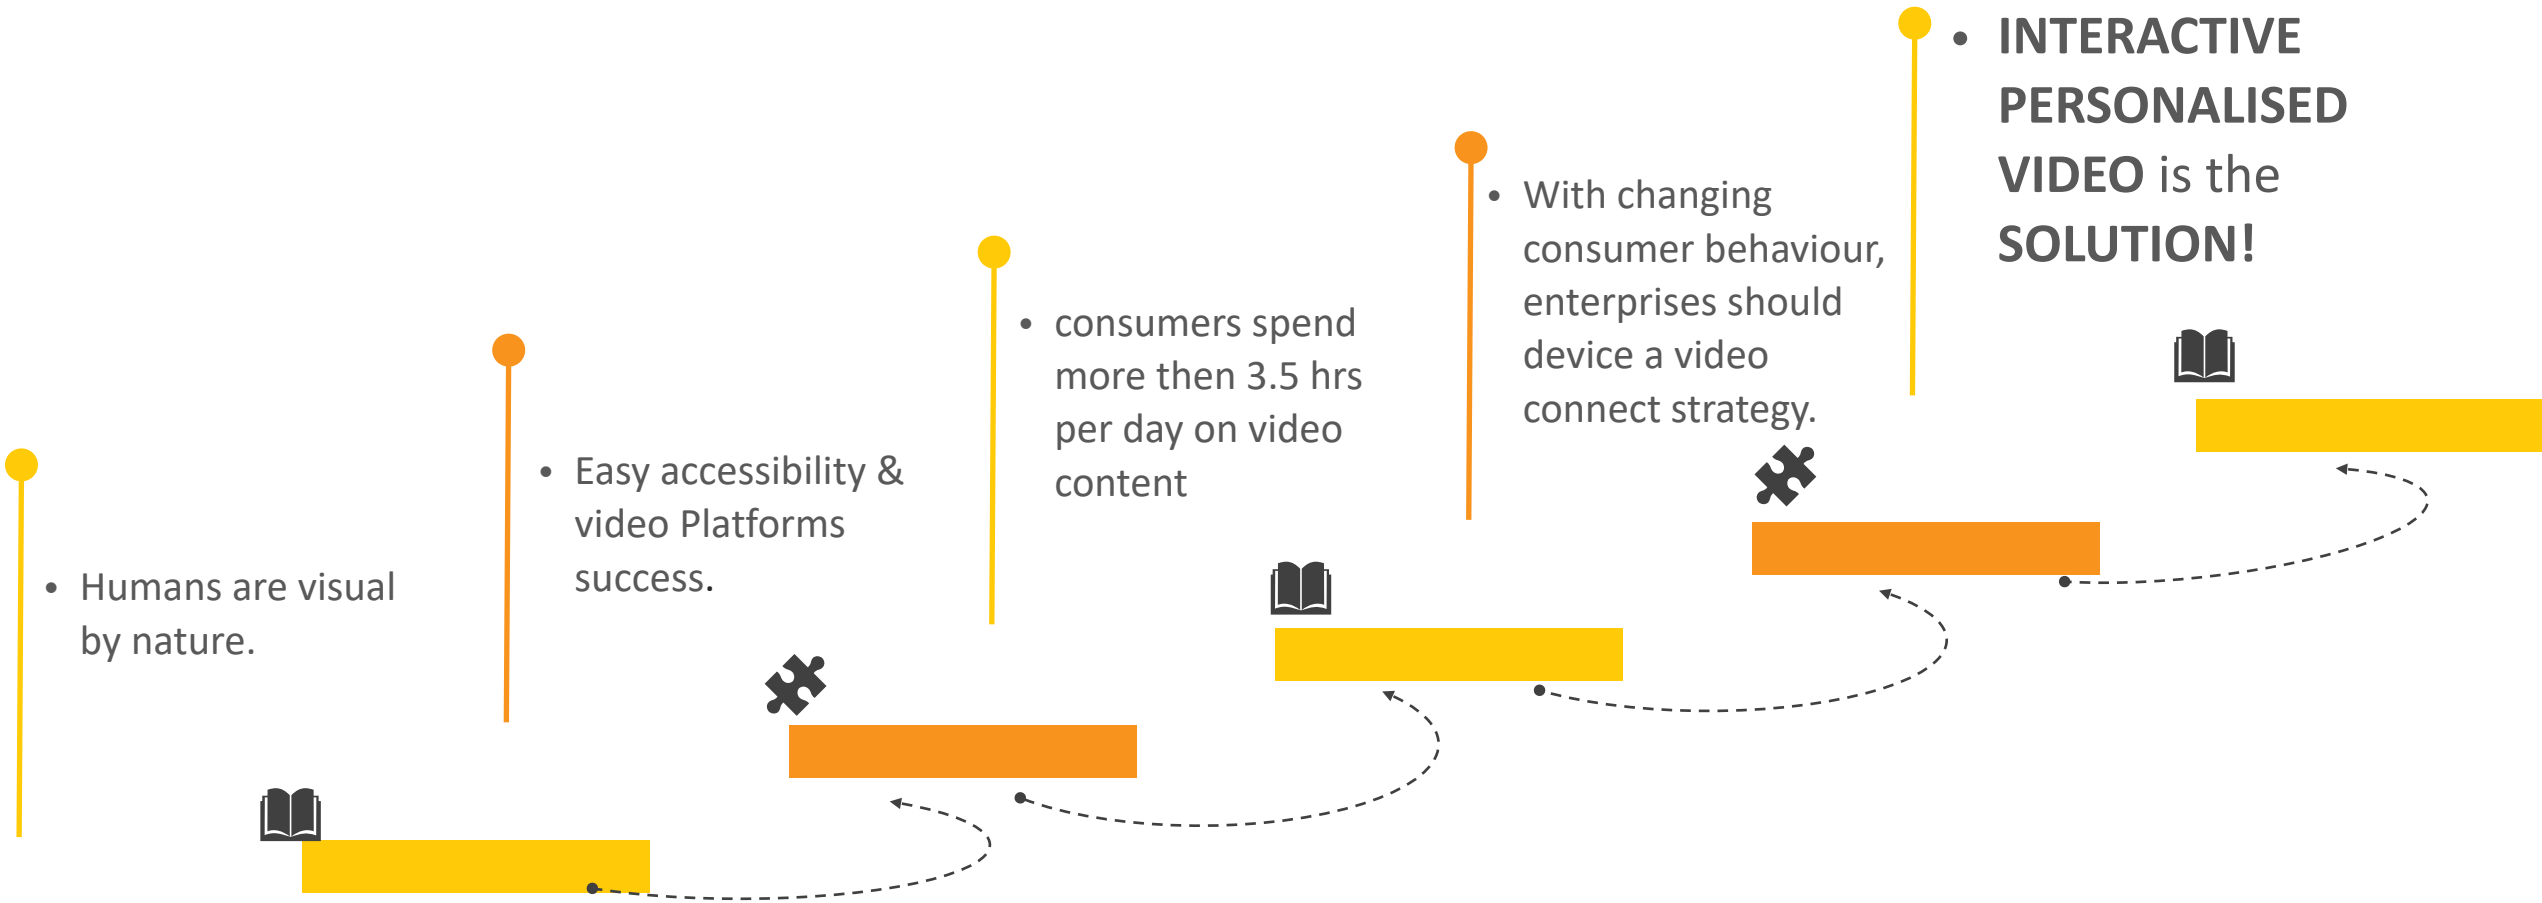 • Humans are visual
by nature.
• Easy accessibility &
video Platforms
success.
• consumers spend
more then 3.5 hrs
per day on video
content
• With changing
consumer behaviour,
enterprises should
device a video
connect strategy.
• INTERACTIVE
PERSONALISED
VIDEO is the
SOLUTION!